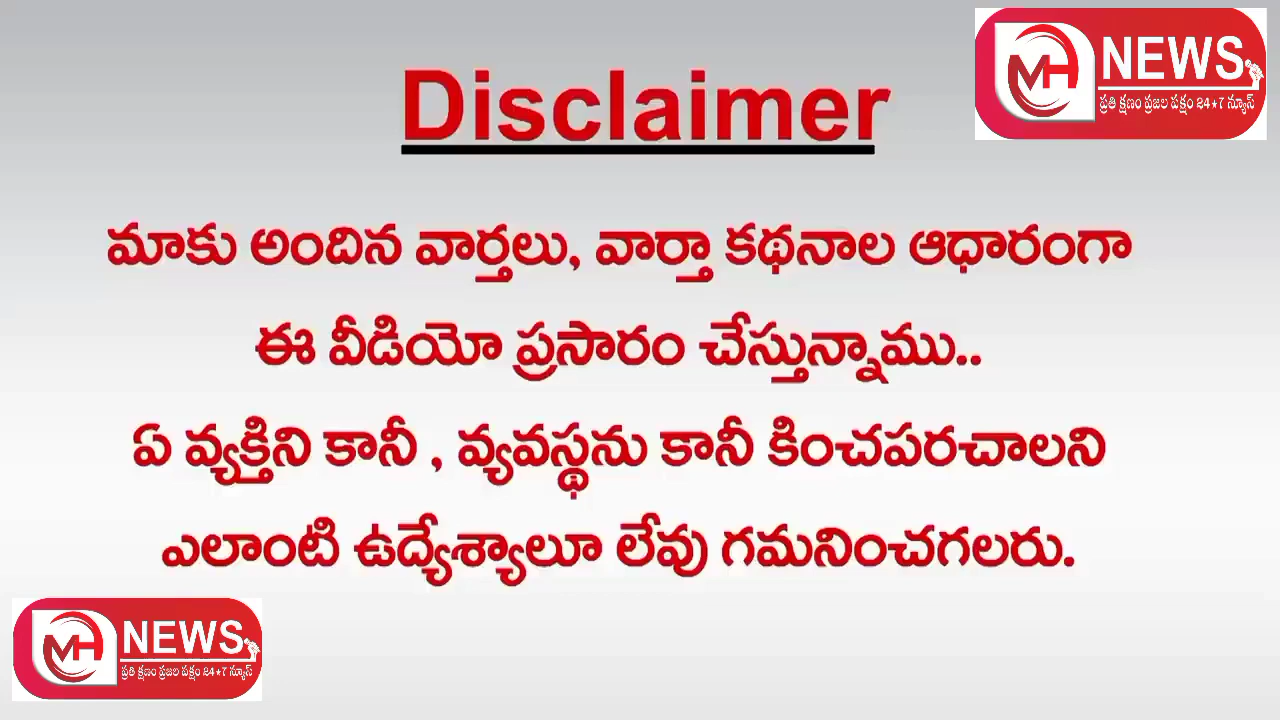 Disclaimer
MH NEWS
ప్రతి క్షణం ప్రజల పక్షం 24*7 న్యూస్
మాకు అందిన వార్తలు, వార్తా కథనాల ఆధారంగా
ఈ వీడియో ప్రసారం చేస్తున్నాము..
ఏ వ్యక్తిని కానీ , వ్యవస్థను కానీ కించపరచాలని
ఎలాంటి ఉద్యేశ్యాలూ లేవు గమనించగలరు.
MH NEWS
ప్రతి క్షణం ప్రజల పక్షం 24*7 న్యూస్